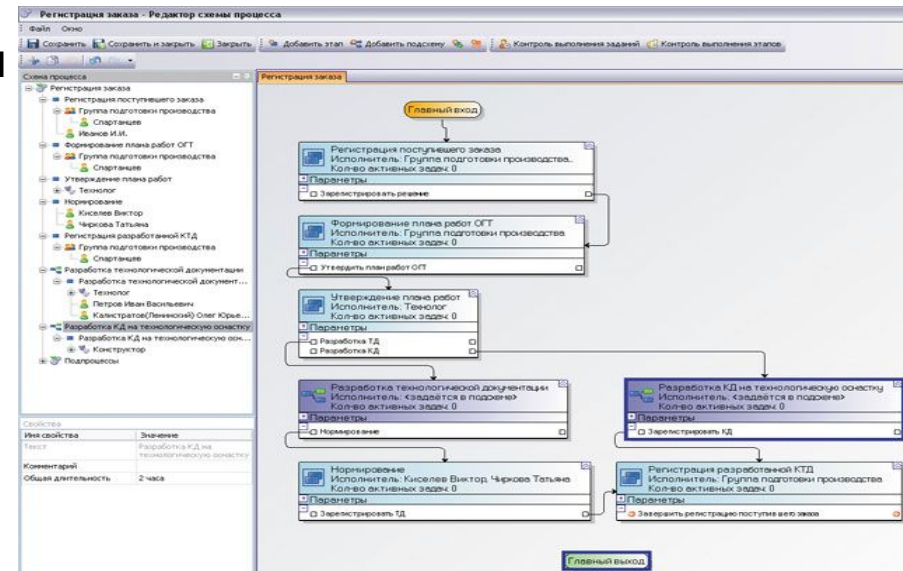 Регистрация заказа - Редактор схемы процесса
Файл Окно
Сохранить Сохранить и закрыть Закрыть Добавить этап Добавить подсхему Контроль выполнения заданий Контроль выполнения этапов
Схема процесса
Регистрация заказа
Регистрация поступившего заказа
Группа подготовки производства
Спартанцев
Иванов И.И.
Формирование плана работ ОГТ
Группа подготовки производства
Спартанцев
Утверждение плана работ
Технолог
Нормирование
Киселев Виктор
Чиркова Татьяна
Регистрация разработанной КТД
Группа подготовки производства
Спартанцев
Разработка технологической документации
Разработка технологической документ...
Технолог
Петров Иван Васильевич
Калистратов(Ленинский) Олег Юрье...
Разработка КД на технологическую оснастку
Разработка КД на технологическую осн...
Конструктор
Подпроцессы
Свойства
Имя свойства Значение
Текст Разработка КД на
технологическую оснастку
Комментарий
Общая длительность 2 часа
Регистрация заказа
Главный вход
Регистрация поступившего заказа
Исполнитель: Группа подготовки производства..
Кол-во активных задач: 0
Параметры
Зарегистрировать решение
Формирование плана работ ОГТ
Исполнитель: Группа подготовки производства
Кол-во активных задач: 0
Параметры
Утвердить план работ ОГТ
Утверждение плана работ
Исполнитель: Технолог
Кол-во активных задач: 0
Параметры
Разработка ТД
Разработка КД
Разработка технологической документации
Исполнитель: <задаётся в подсхеме>
Кол-во активных задач: 0
Параметры
Нормирование
Разработка КД на технологическую оснастку
Исполнитель: <задаётся в подсхеме>
Кол-во активных задач: 0
Параметры
Зарегистрировать КД
Нормирование
Исполнитель: Киселев Виктор, Чиркова Татьяна
Кол-во активных задач: 0
Параметры
Зарегистрировать ТД
Регистрация разработанной КТД
Исполнитель: Группа подготовки производства
Кол-во активных задач: 0
Параметры
Завершить регистрацию поступившего заказа
Главный выход